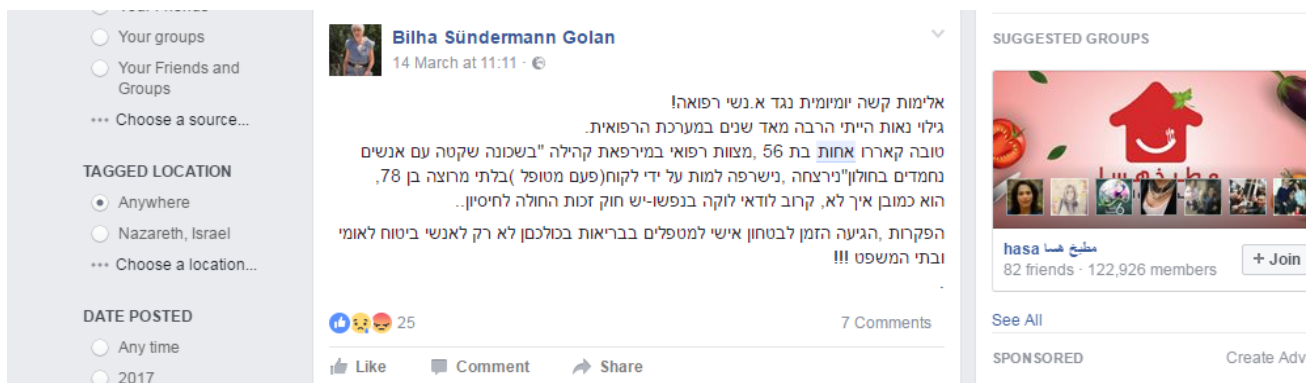 Your groups
Your Friends and
Groups
Choose a source...
TAGGED LOCATION
Anywhere
Nazareth, Israel
Choose a location...
DATE POSTED
Any time
2017
Bilha Sündermann Golan
14 March at 11:11
אלימות קשה יומיומית נגד א.נשי רפואה!
גילוי נאות הייתי הרבה מאד שנים במערכת הרפואית.
טובה קאררו אחות בת 56 ,מצוות רפואי במירפאת קהילה "בשכונה שקטה עם אנשים
נחמדים בחולון"נירצחה ,נישרפה למות על ידי לקוח(פעם מטופל )בלתי מרוצה בן 78,
הוא כמובן איך לא, קרוב לודאי לוקה בנפשו-יש חוק זכות החולה לחיסיון..
הפקרות ,הגיעה הזמן לבטחון אישי למטפלים בבריאות בכולכםן לא רק לאנשי ביטוח לאומי
ובתי המשפט !!!
.
25
7 Comments
Like Comment Share
SUGGESTED GROUPS
مطبخ هسا hasa
82 friends · 122,926 members
+ Join
See All
SPONSORED
Create Adv